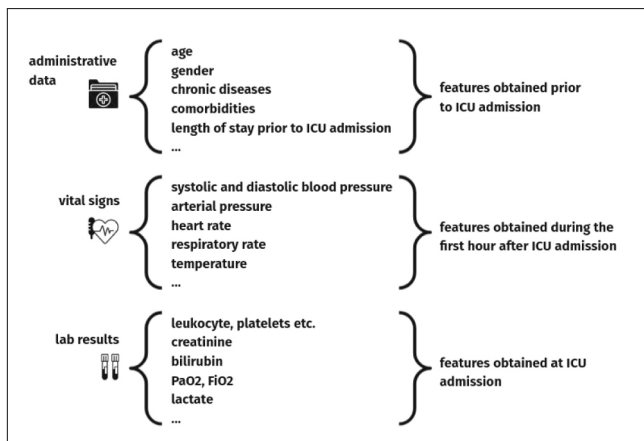 administrative
data
age
gender
chronic diseases
comorbidities
length of stay prior to ICU admission
...
features obtained prior
to ICU admission
vital signs
systolic and diastolic blood pressure
arterial pressure
heart rate
respiratory rate
temperature
...
features obtained during the
first hour after ICU admission
lab results
leukocyte, platelets etc.
creatinine
bilirubin
PaO2, FiO2
lactate
...
features obtained at ICU
admission